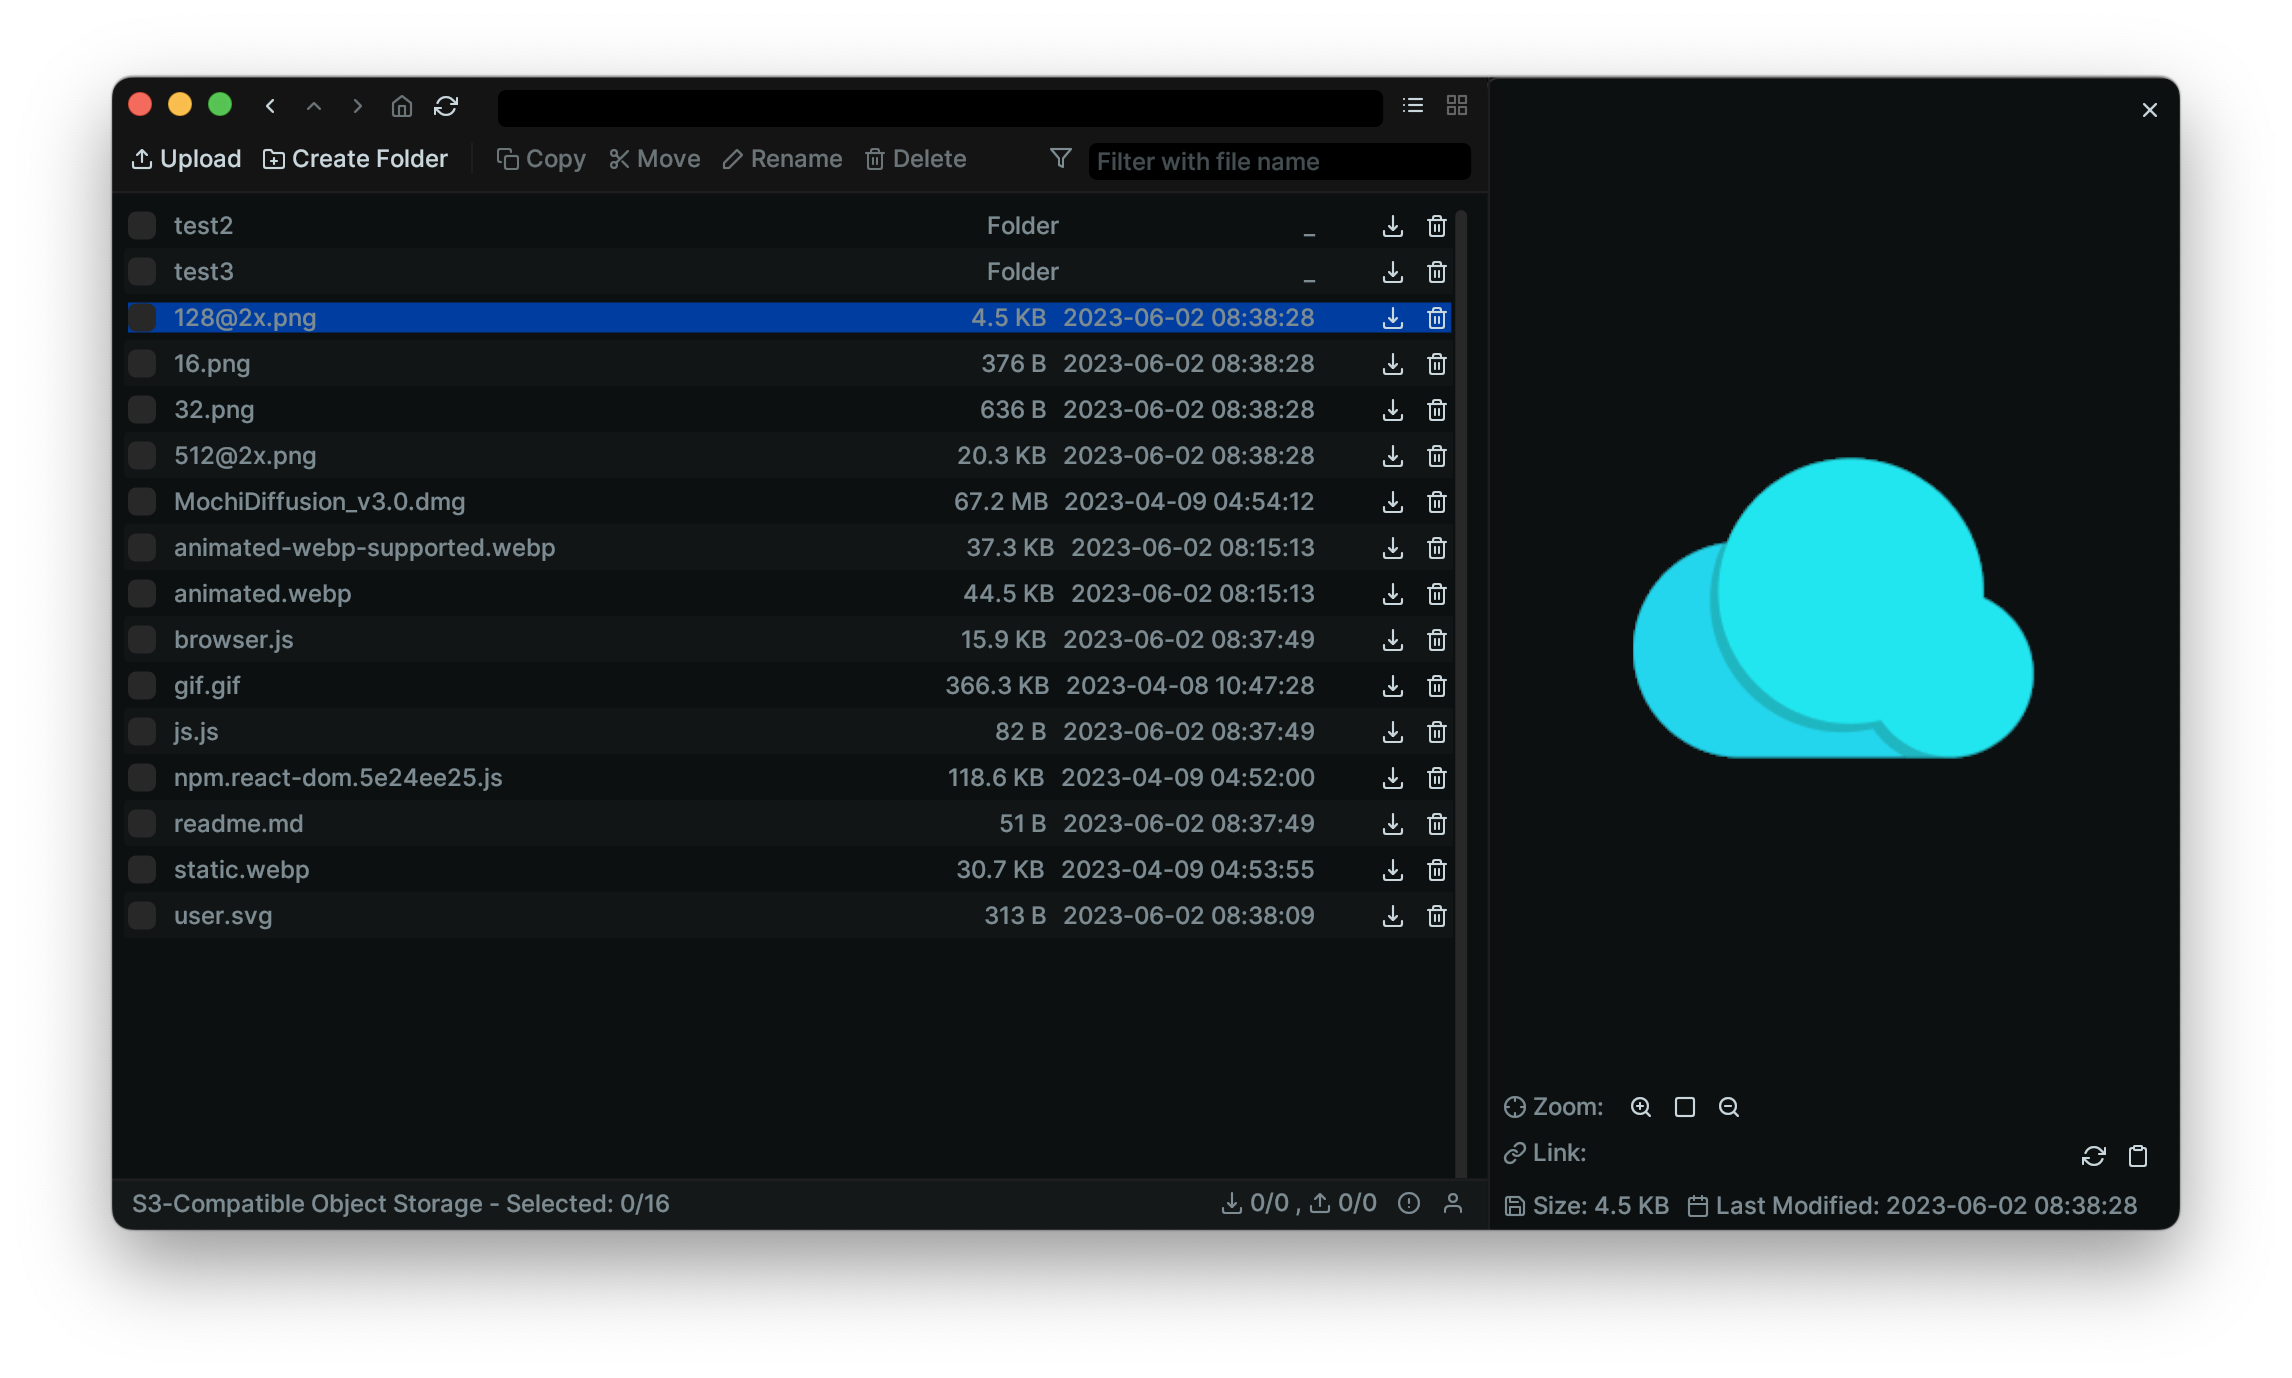 Upload Create Folder Copy Move Rename Delete Filter with file name
test2 Folder _
test3 Folder _
128@2x.png 4.5 KB 2023-06-02 08:38:28
16.png 376 B 2023-06-02 08:38:28
32.png 636 B 2023-06-02 08:38:28
512@2x.png 20.3 KB 2023-06-02 08:38:28
MochiDiffusion_v3.0.dmg 67.2 MB 2023-04-09 04:54:12
animated-webp-supported.webp 37.3 KB 2023-06-02 08:15:13
animated.webp 44.5 KB 2023-06-02 08:15:13
browser.js 15.9 KB 2023-06-02 08:37:49
gif.gif 366.3 KB 2023-04-08 10:47:28
js.js 82 B 2023-06-02 08:37:49
npm.react-dom.5e24ee25.js 118.6 KB 2023-04-09 04:52:00
readme.md 51 B 2023-06-02 08:37:49
static.webp 30.7 KB 2023-04-09 04:53:55
user.svg 313 B 2023-06-02 08:38:09
S3-Compatible Object Storage - Selected: 0/16 0/0 , 0/0
Zoom:
Link:
Size: 4.5 KB Last Modified: 2023-06-02 08:38:28